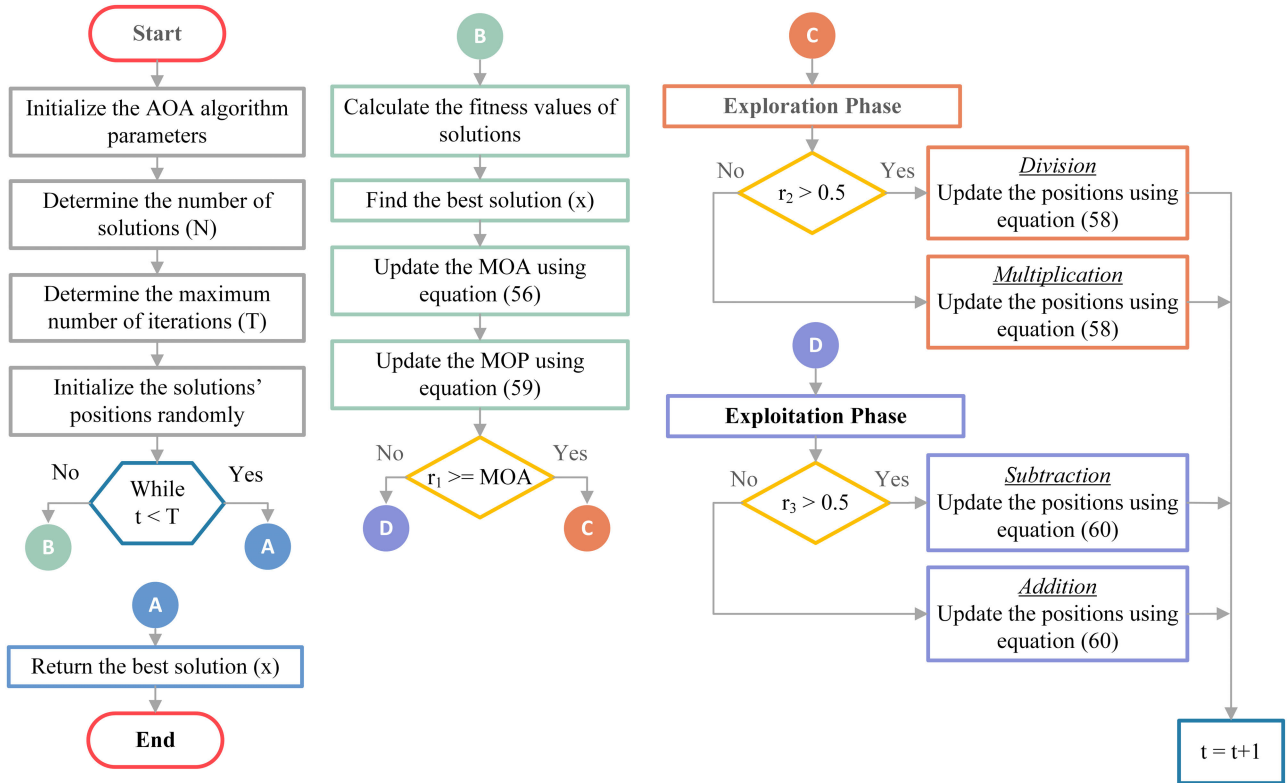 Start
Initialize the AOA algorithm
parameters
Determine the number of
solutions (N)
Determine the maximum
number of iterations (T)
Initialize the solutions’
positions randomly
No
Yes
While
t < T
B
A
A
Return the best solution (x)
End
B
Calculate the fitness values of
solutions
Find the best solution (x)
Update the MOA using
equation (56)
Update the MOP using
equation (59)
No
Yes
r₁ >= MOA
D
C
C
Exploration Phase
No
Yes
r₂ > 0.5
Division
Update the positions using
equation (58)
Multiplication
Update the positions using
equation (58)
D
Exploitation Phase
No
Yes
r₃ > 0.5
Subtraction
Update the positions using
equation (60)
Addition
Update the positions using
equation (60)
t = t+1